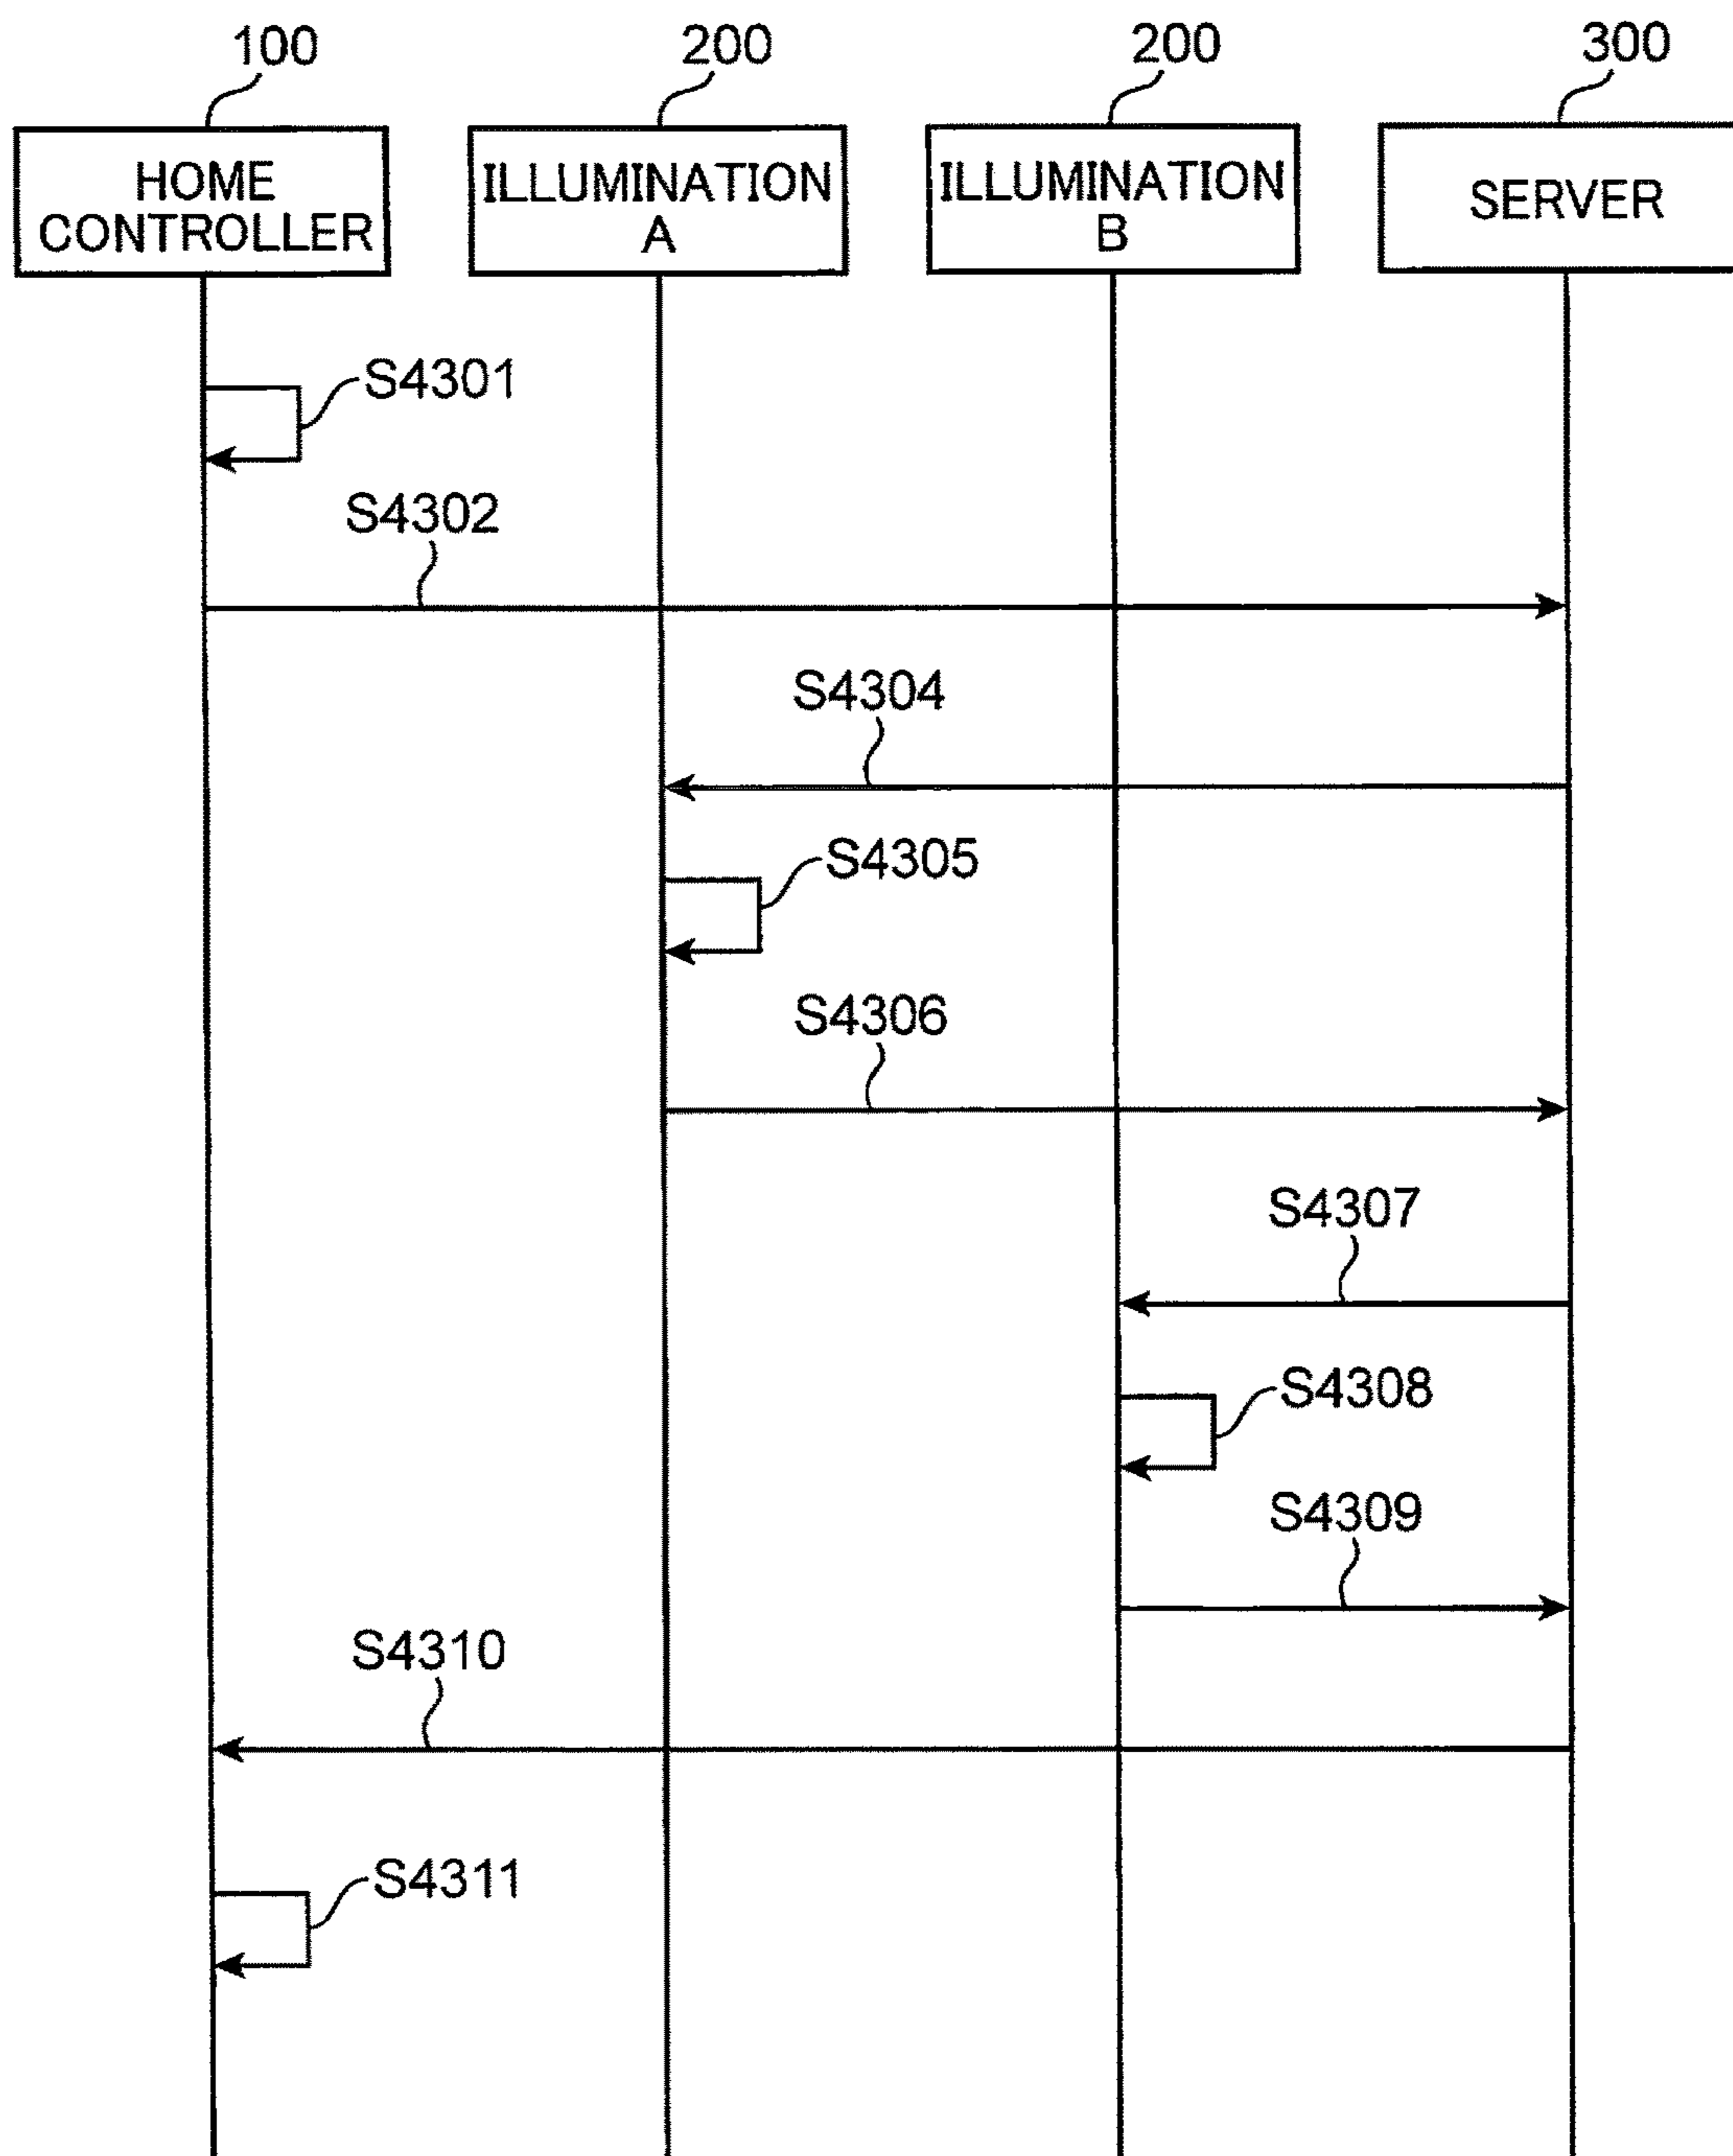 100
200
200
300
HOME
CONTROLLER
ILLUMINATION
A
ILLUMINATION
B
SERVER
S4301
S4302
S4304
S4305
S4306
S4307
S4308
S4309
S4310
S4311